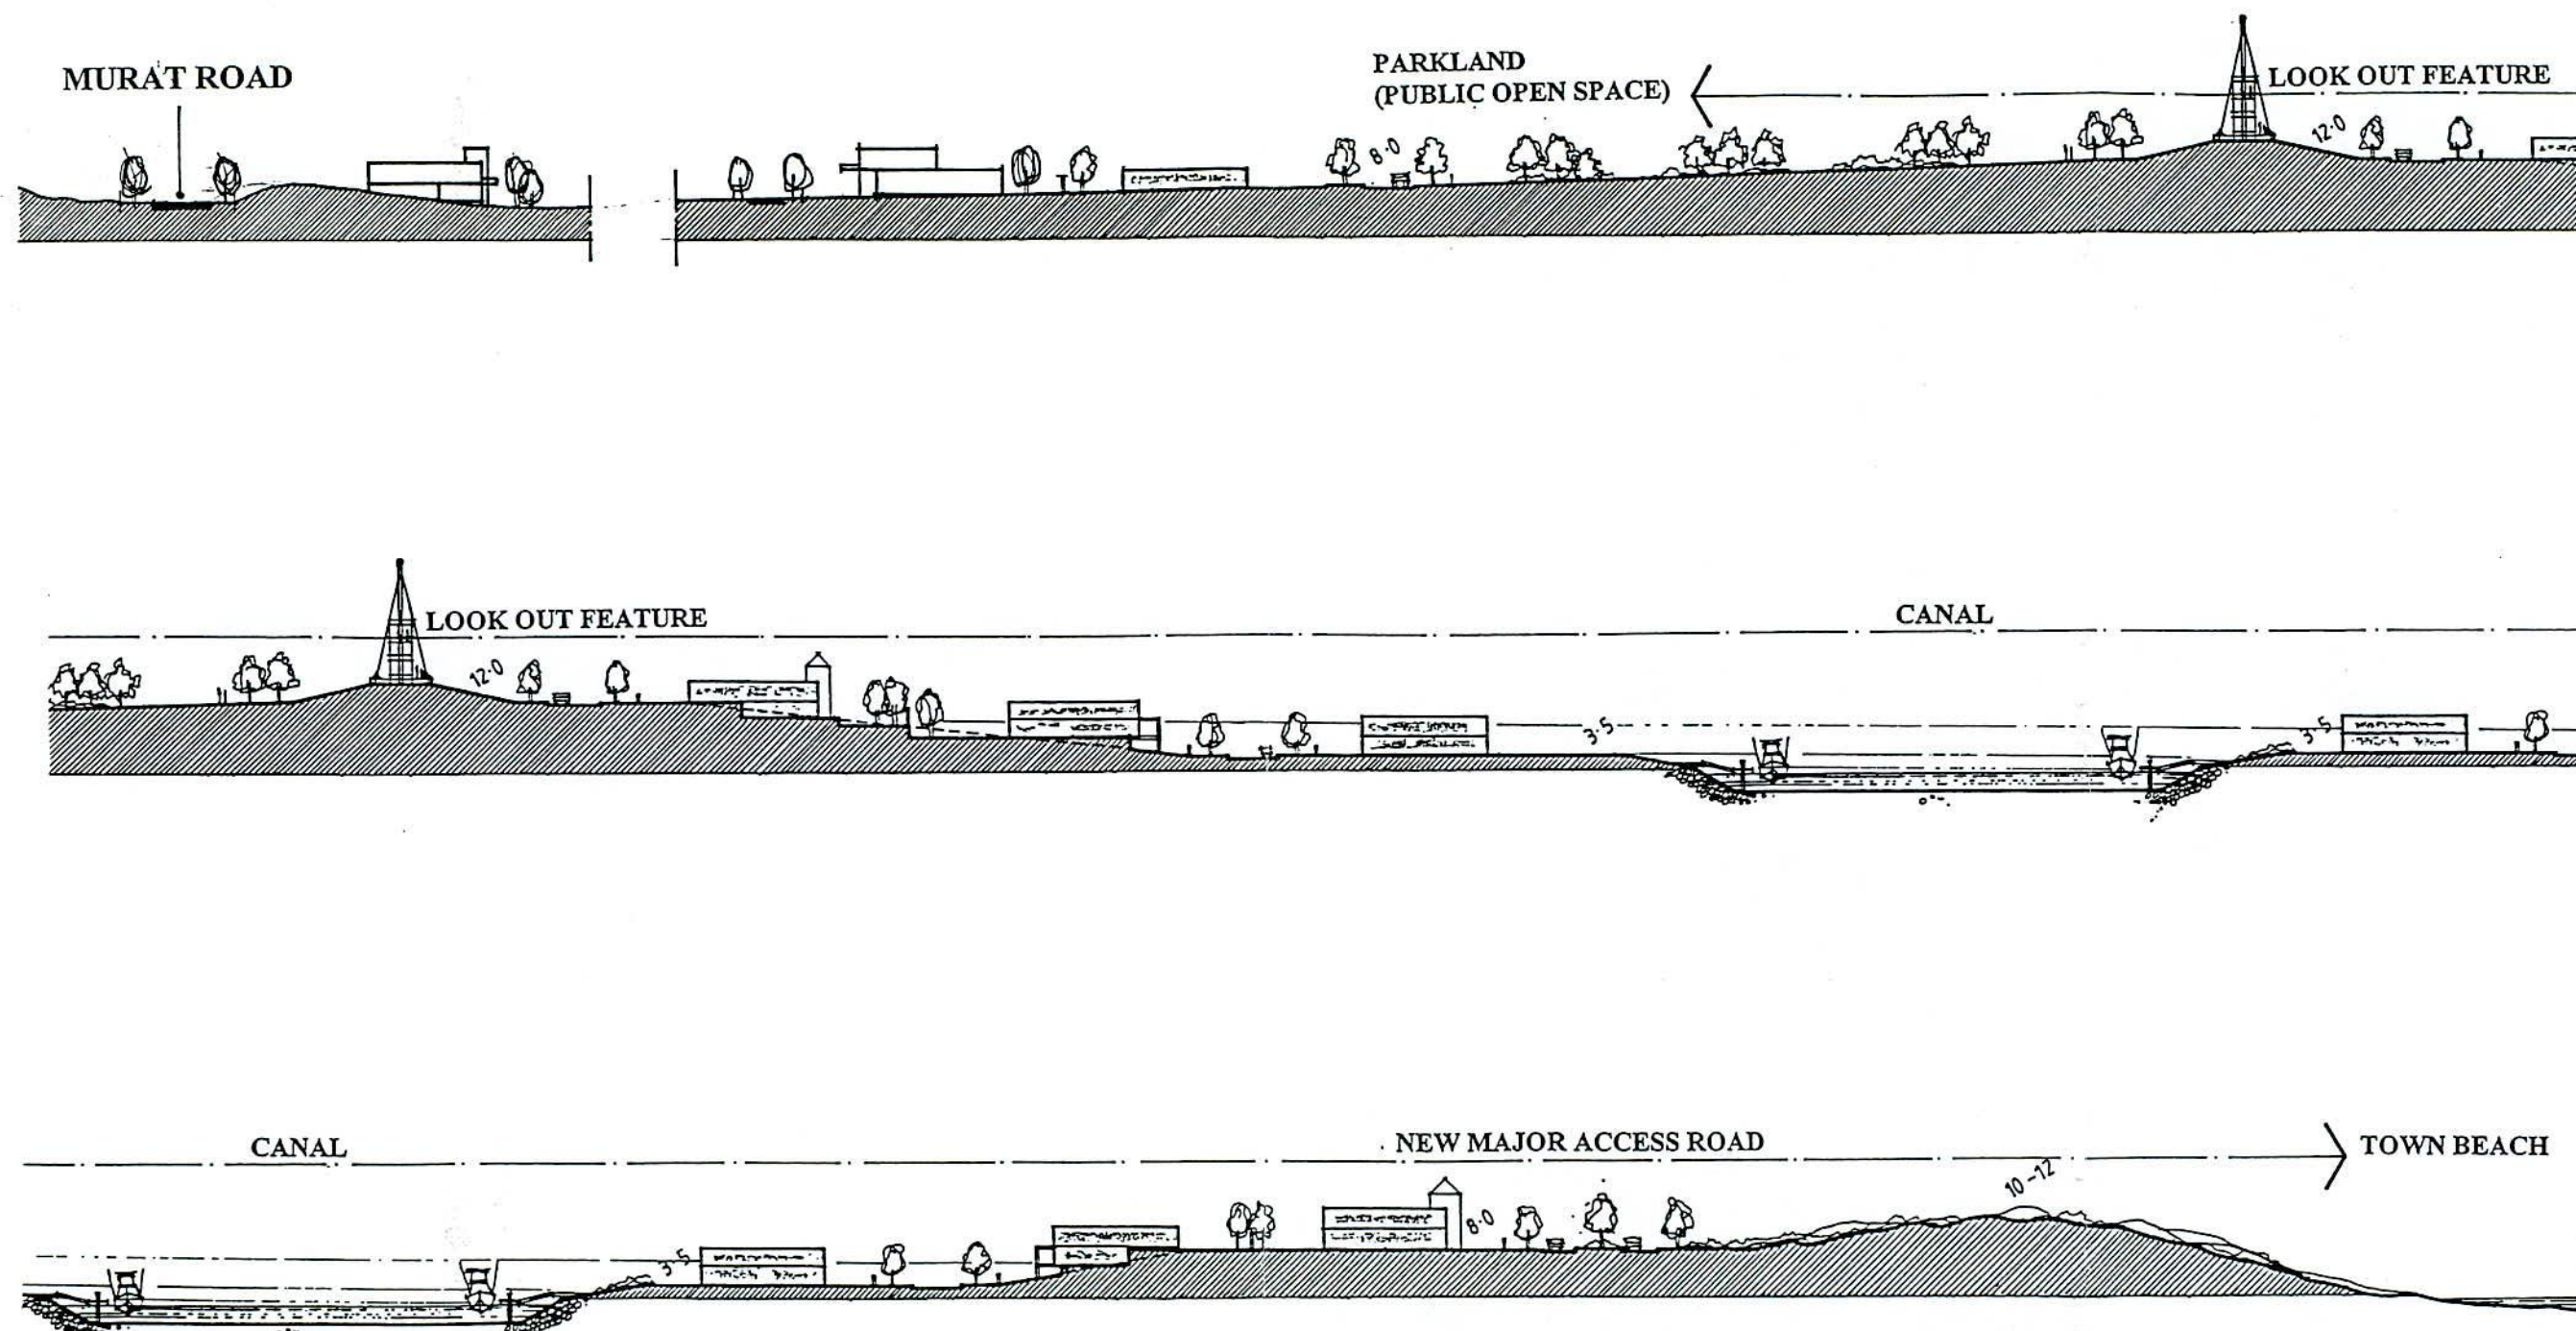 MURAT ROAD
PARKLAND
(PUBLIC OPEN SPACE)
LOOK OUT FEATURE
8·0
12·0
LOOK OUT FEATURE
CANAL
12·0
3·5
3·5
CANAL
NEW MAJOR ACCESS ROAD
TOWN BEACH
10-12
8·0
3·5